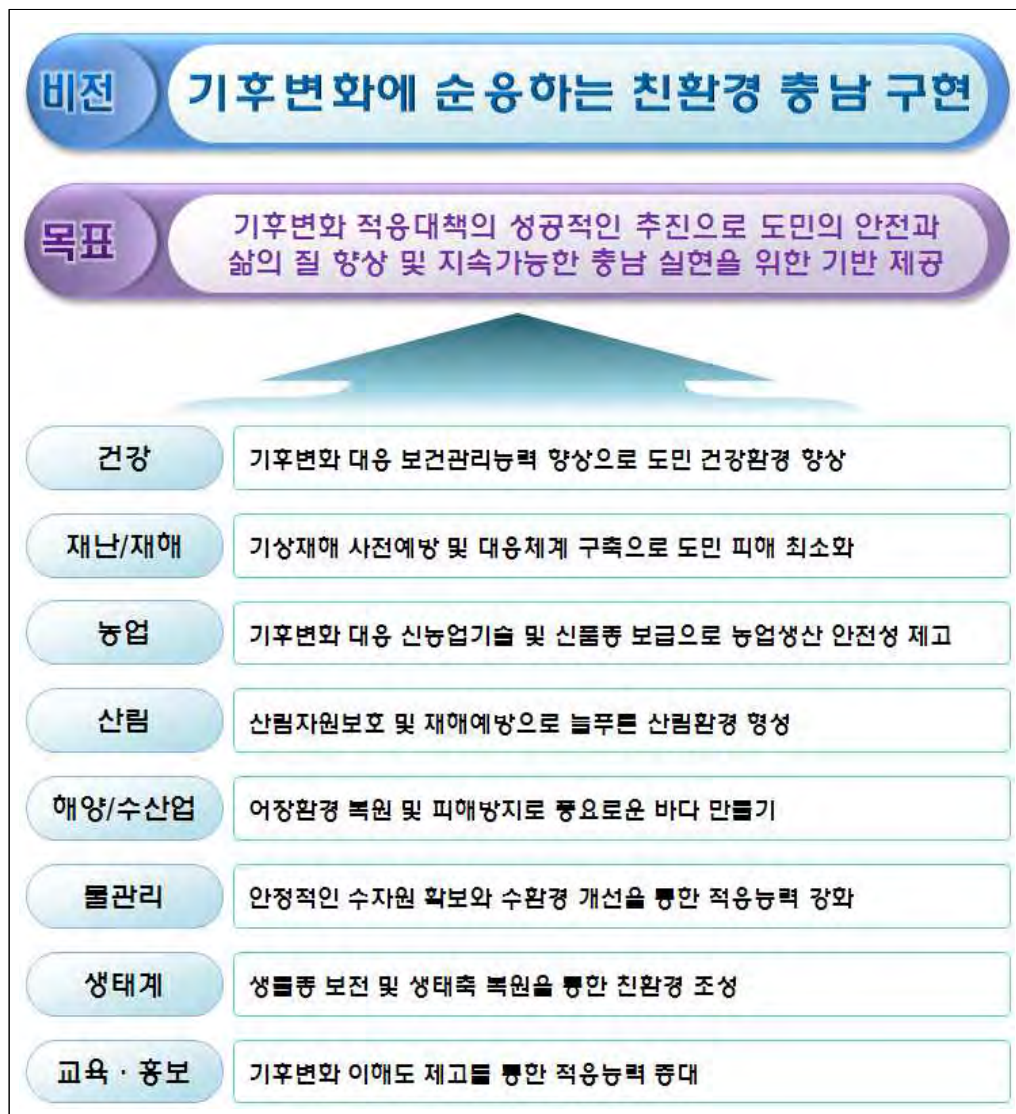 비전
기후변화에 순응하는 친환경 충남 구현
목표
기후변화 적응대책의 성공적인 추진으로 도민의 안전과
삶의 질 향상 및 지속가능한 충남 실현을 위한 기반 제공
건강
기후변화 대응 보건관리능력 향상으로 도민 건강환경 향상
재난/재해
기상재해 사전예방 및 대응체계 구축으로 도민 피해 최소화
농업
기후변화 대응 신농업기술 및 신품종 보급으로 농업생산 안전성 제고
산림
산림자원보호 및 재해예방으로 늘푸른 산림환경 형성
해양/수산업
어장환경 복원 및 피해방지로 풍요로운 바다 만들기
물관리
안정적인 수자원 확보와 수환경 개선을 통한 적응능력 강화
생태계
생물종 보전 및 생태축 복원을 통한 친환경 조성
교육 · 홍보
기후변화 이해도 제고를 통한 적응능력 증대